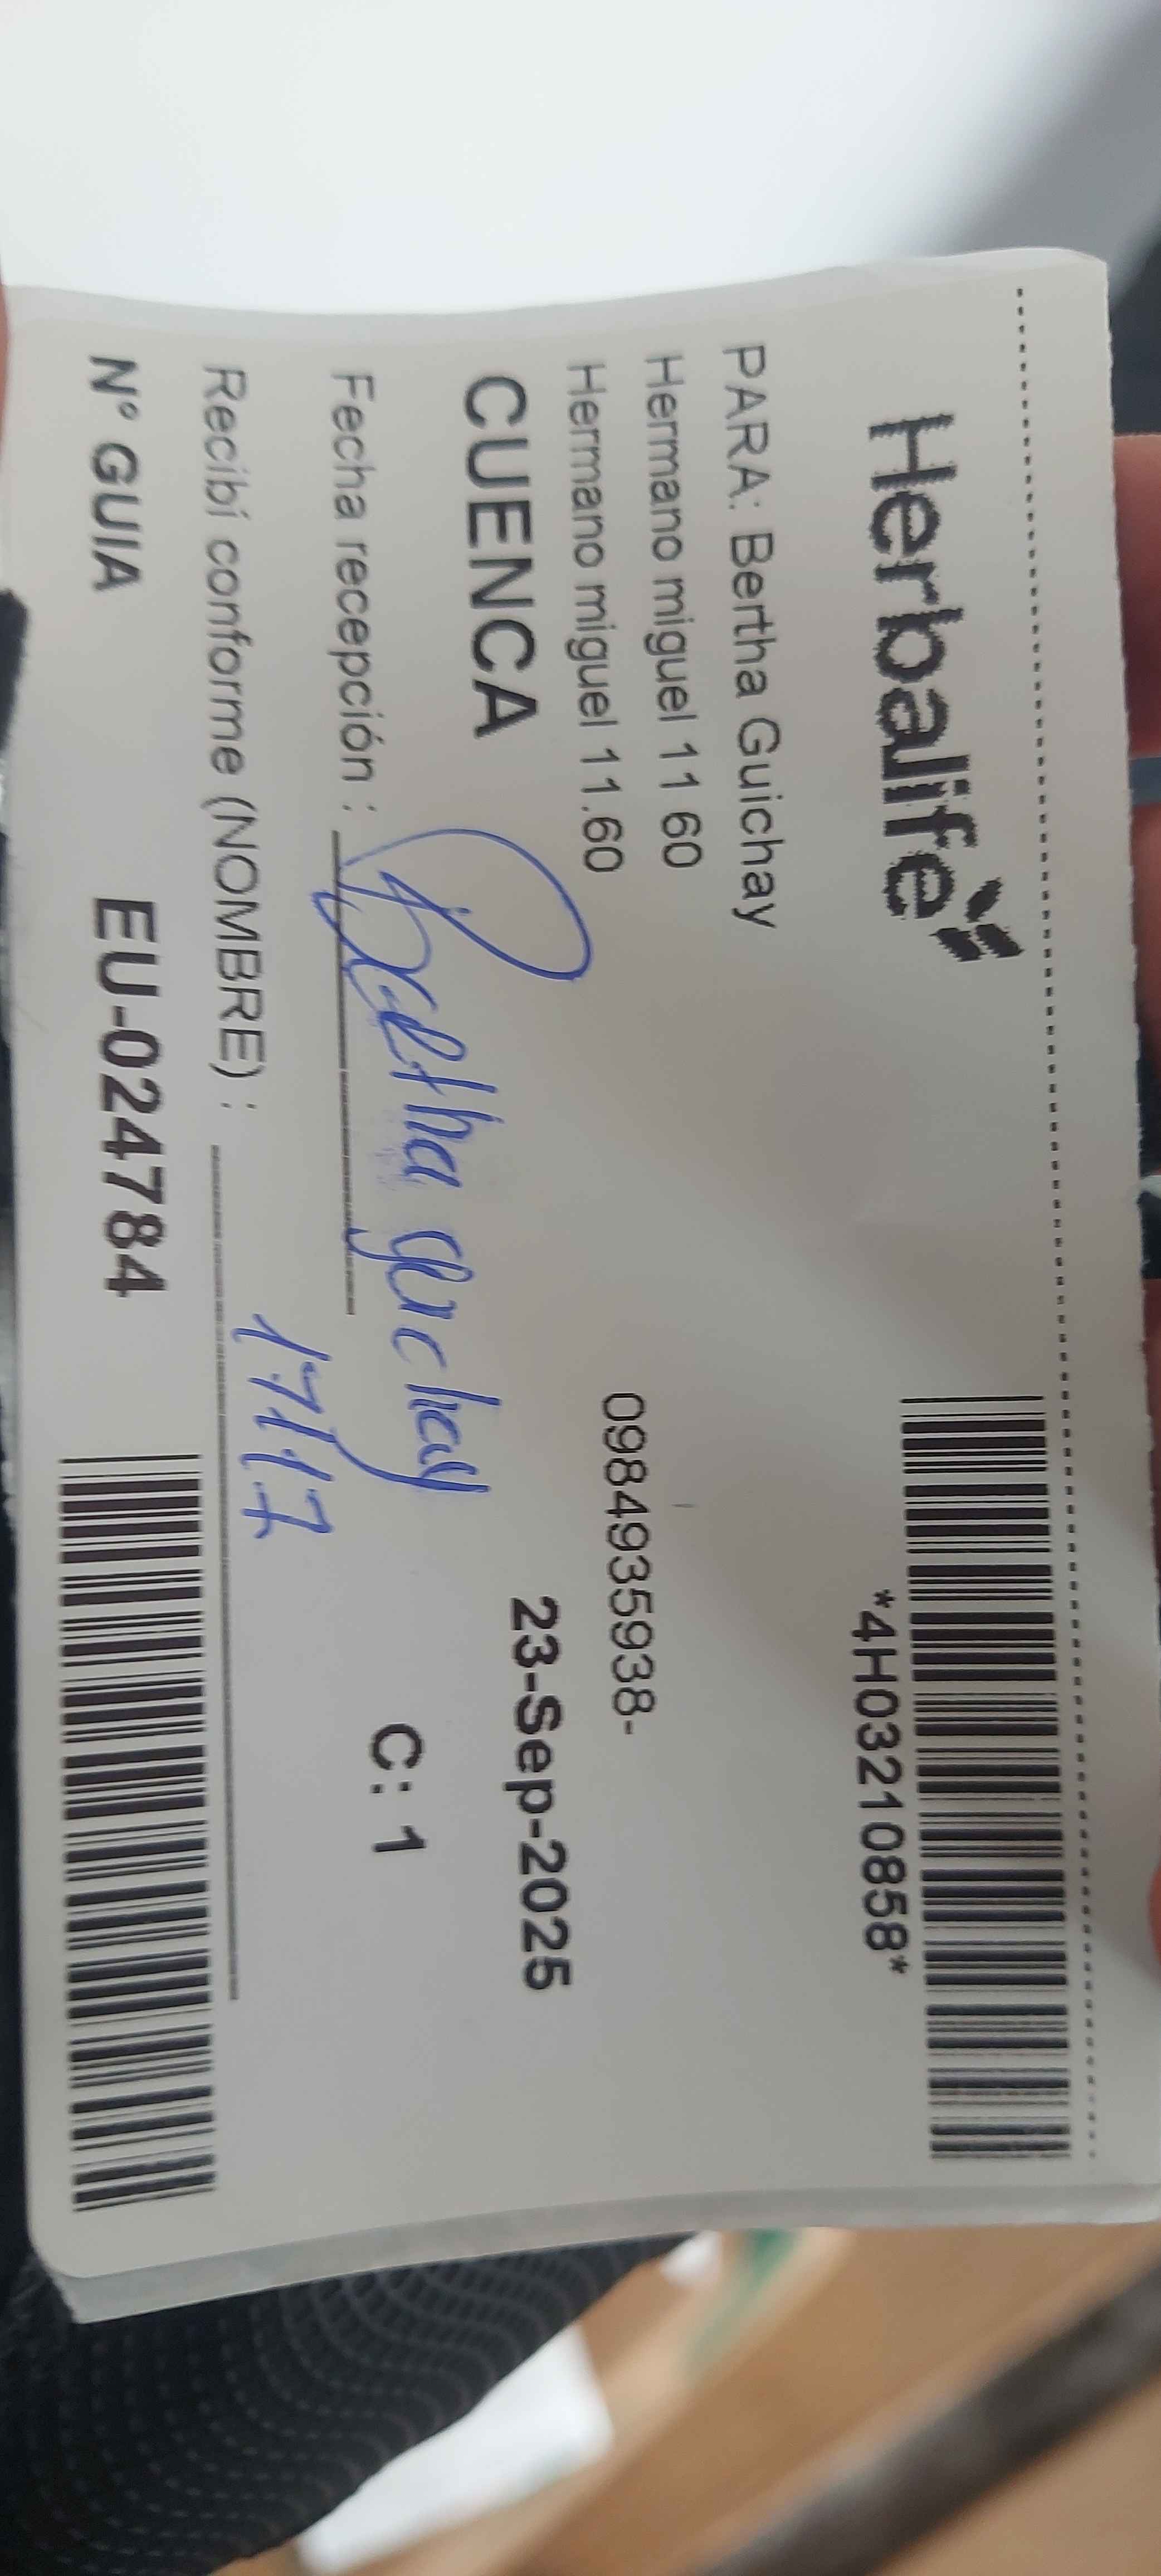 Herbalife
*4H03210858*
PARA: Bertha Guichay
Hermano miguel 11 60
Hermano miguel 11.60
0984935938-
CUENCA
23-Sep-2025
Fecha recepción : Bertha guichay
C: 1
Recibí conforme (NOMBRE) : 17/17
N° GUIA EU-024784